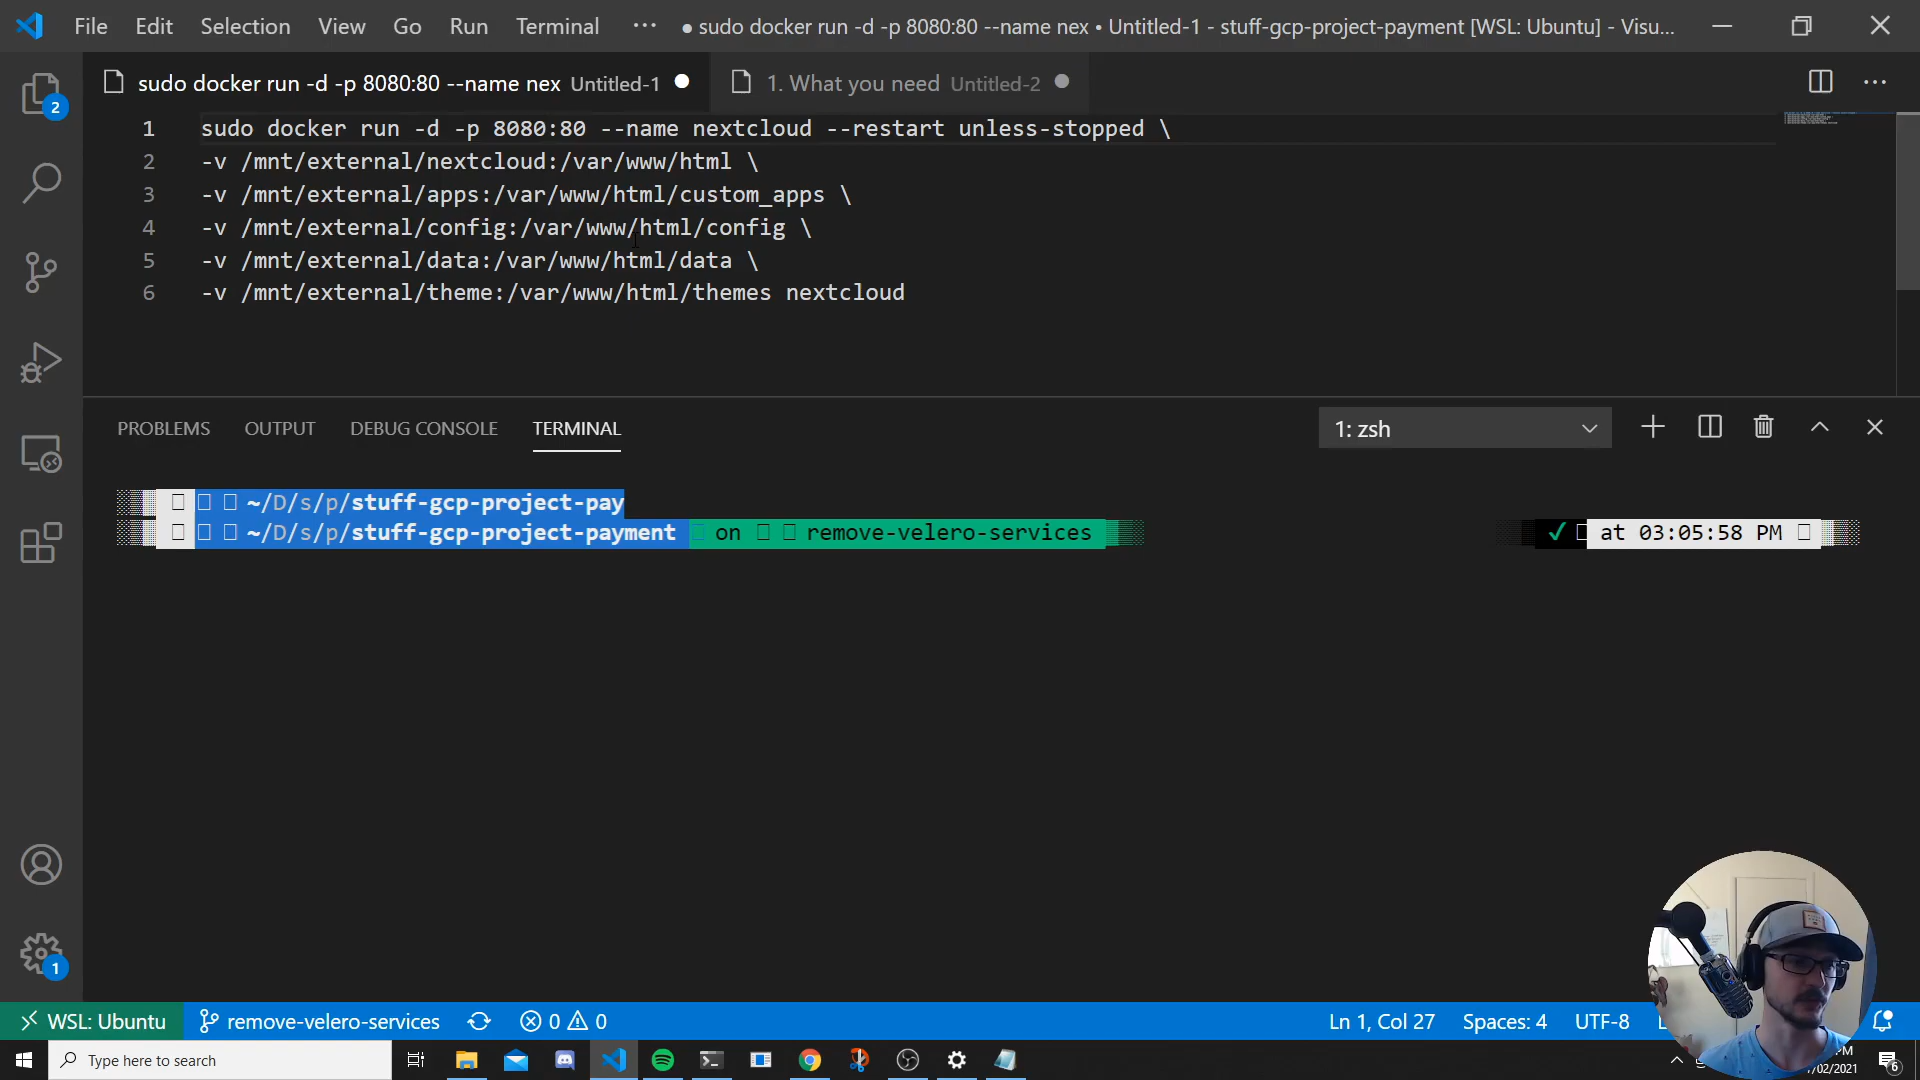 File Edit Selection View Go Run Terminal ··· ● sudo docker run -d -p 8080:80 --name nex • Untitled-1 - stuff-gcp-project-payment [WSL: Ubuntu] - Visu...
sudo docker run -d -p 8080:80 --name nex Untitled-1 1. What you need Untitled-2
2
1 sudo docker run -d -p 8080:80 --name nextcloud --restart unless-stopped \
2 -v /mnt/external/nextcloud:/var/www/html \
3 -v /mnt/external/apps:/var/www/html/custom_apps \
4 -v /mnt/external/config:/var/www/html/config \
5 -v /mnt/external/data:/var/www/html/data \
6 -v /mnt/external/theme:/var/www/html/themes nextcloud
PROBLEMS OUTPUT DEBUG CONSOLE TERMINAL 1: zsh
~/D/s/p/stuff-gcp-project-pay
~/D/s/p/stuff-gcp-project-payment on remove-velero-services ✓ at 03:05:58 PM
1
WSL: Ubuntu remove-velero-services 0 0 Ln 1, Col 27 Spaces: 4 UTF-8
Type here to search
6